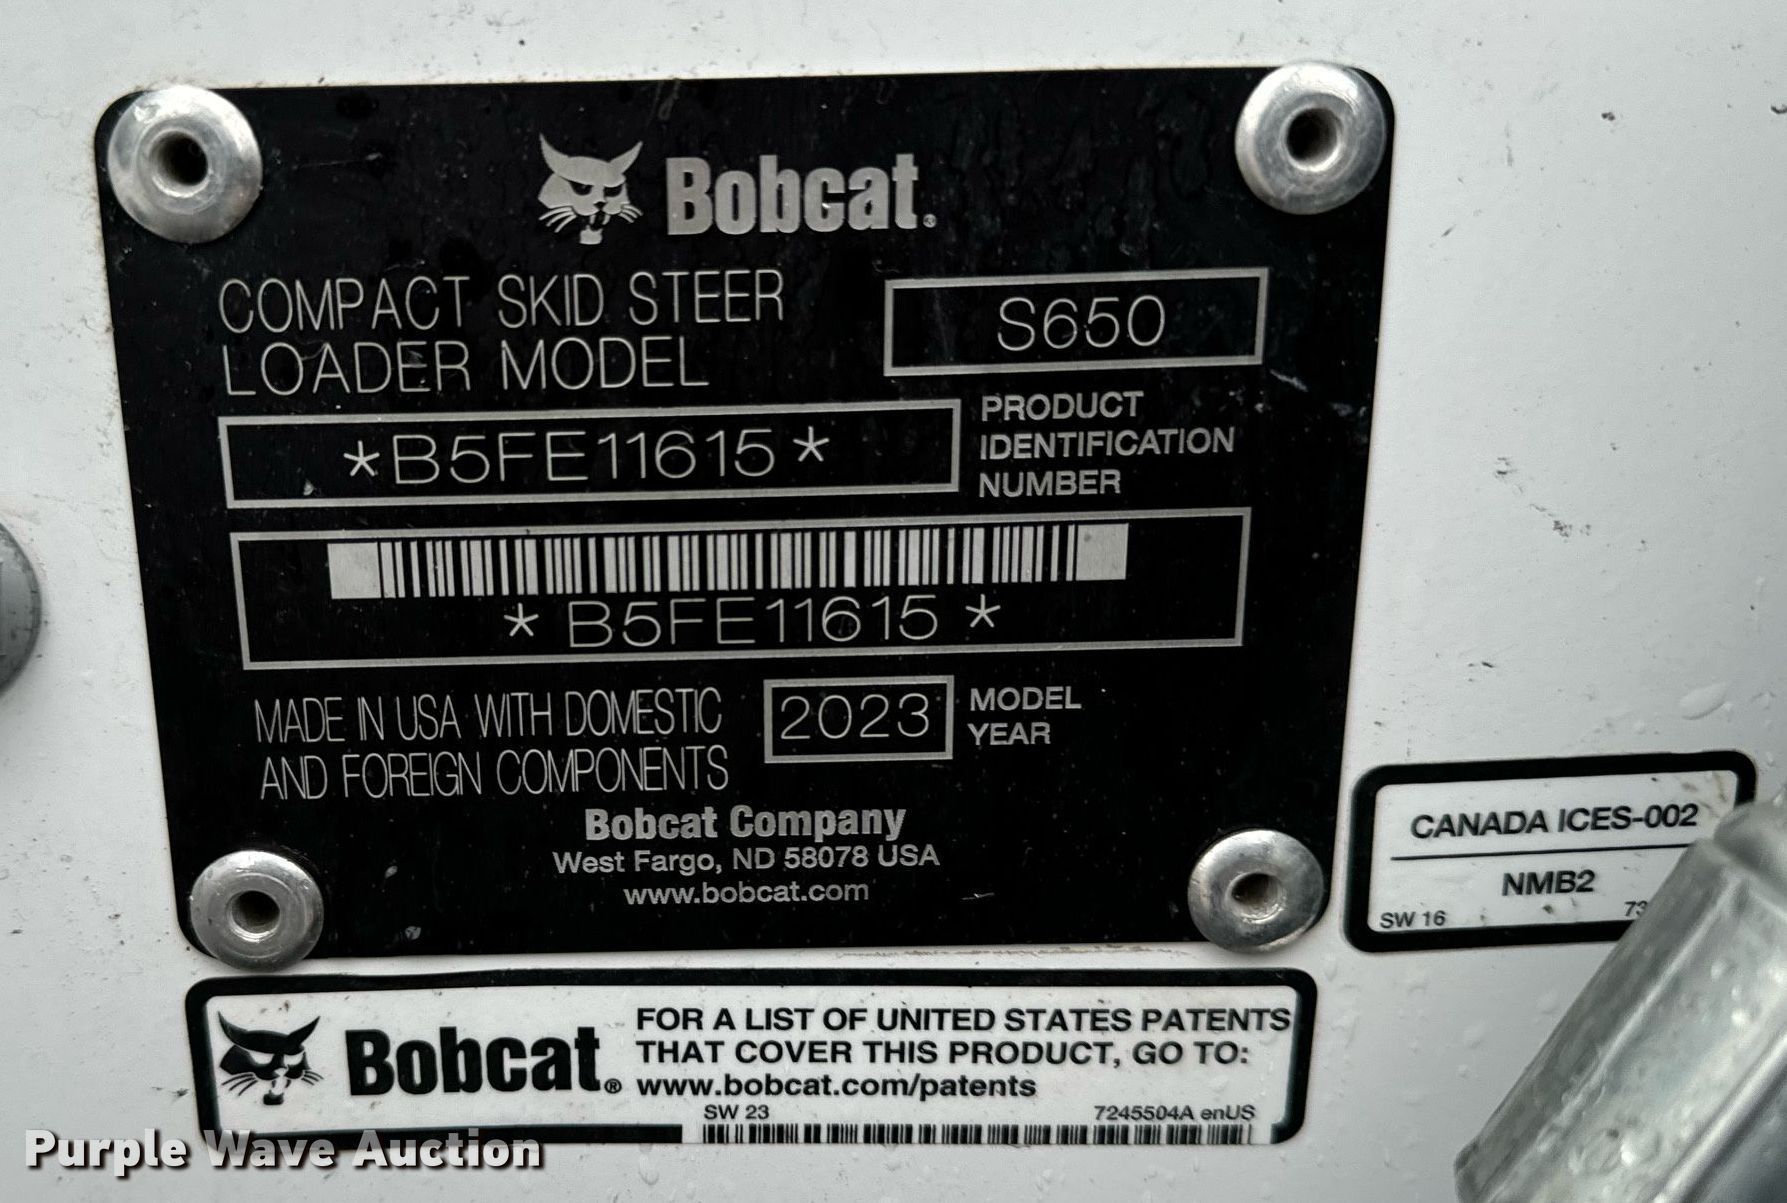 Bobcat®
COMPACT SKID STEER
LOADER MODEL
S650
*B5FE11615*
PRODUCT
IDENTIFICATION
NUMBER
*B5FE11615*
MADE IN USA WITH DOMESTIC
AND FOREIGN COMPONENTS
2023
MODEL
YEAR
Bobcat Company
West Fargo, ND 58078 USA
www.bobcat.com
CANADA ICES-002
NMB2
SW 16
Bobcat®
FOR A LIST OF UNITED STATES PATENTS
THAT COVER THIS PRODUCT, GO TO:
www.bobcat.com/patents
SW 23
7245504A enUS
Purple Wave Auction